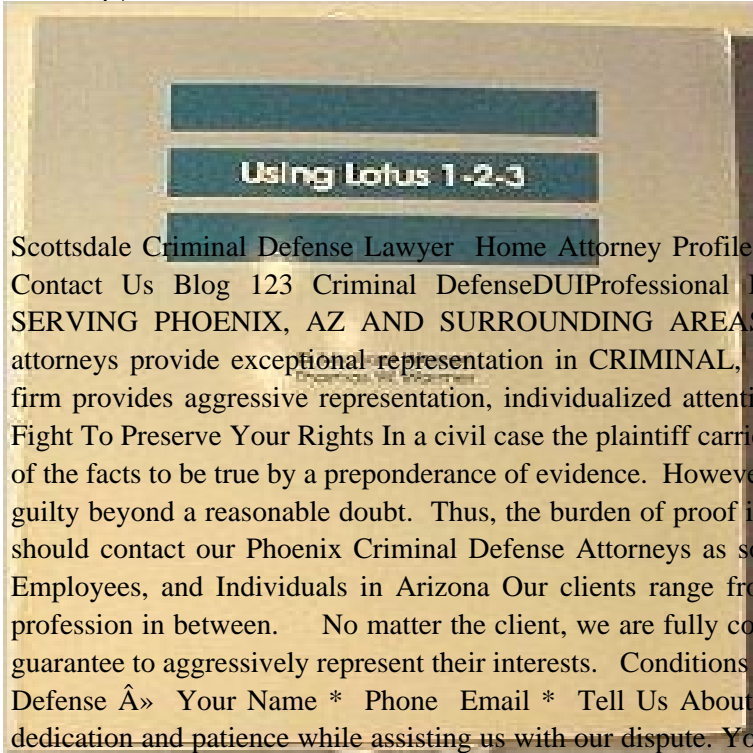 Using Lotus 1-2-3
Scottsdale Criminal Defense Lawyer Home Attorney Profile
Contact Us Blog 123 Criminal DefenseDUIProfessional
SERVING PHOENIX, AZ AND SURROUNDING AREAS
attorneys provide exceptional representation in CRIMINAL,
firm provides aggressive representation, individualized attenti
Fight To Preserve Your Rights In a civil case the plaintiff carri
of the facts to be true by a preponderance of evidence. Howeve
guilty beyond a reasonable doubt. Thus, the burden of proof i
should contact our Phoenix Criminal Defense Attorneys as so
Employees, and Individuals in Arizona Our clients range fro
profession in between. No matter the client, we are fully co
guarantee to aggressively represent their interests. Conditions
Defense Â» Your Name * Phone Email * Tell Us About
dedication and patience while assisting us with our dispute. Yo